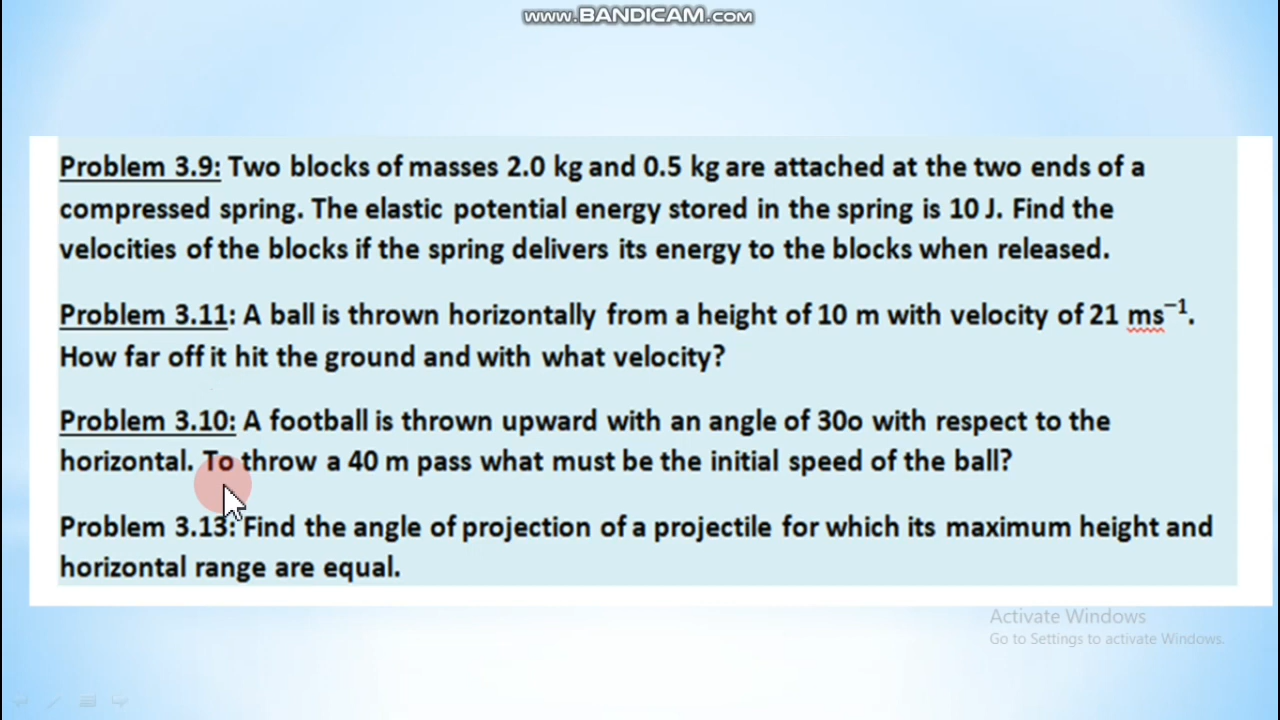 www.BANDICAM.com
Problem 3.9: Two blocks of masses 2.0 kg and 0.5 kg are attached at the two ends of a
compressed spring. The elastic potential energy stored in the spring is 10 J. Find the
velocities of the blocks if the spring delivers its energy to the blocks when released.
Problem 3.11: A ball is thrown horizontally from a height of 10 m with velocity of 21 ms⁻¹.
How far off it hit the ground and with what velocity?
Problem 3.10: A football is thrown upward with an angle of 30o with respect to the
horizontal. To throw a 40 m pass what must be the initial speed of the ball?
Problem 3.13: Find the angle of projection of a projectile for which its maximum height and
horizontal range are equal.
Activate Windows
Go to Settings to activate Windows.